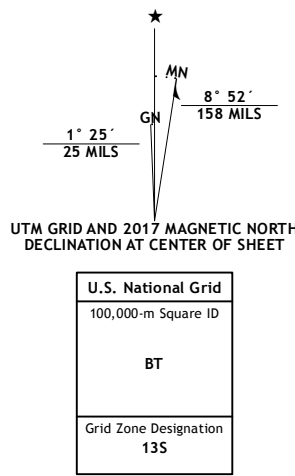 MN
GN
8° 52´
158 MILS
1° 25´
25 MILS
UTM GRID AND 2017 MAGNETIC NORTH
DECLINATION AT CENTER OF SHEET
U.S. National Grid
100,000-m Square ID
BT
Grid Zone Designation
13S